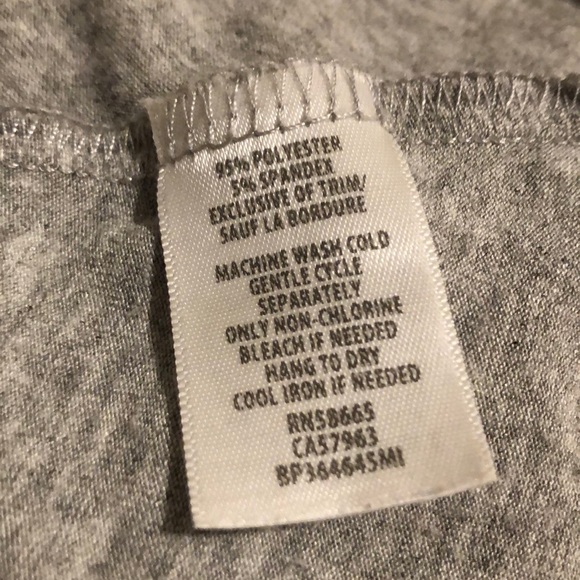 95% POLYESTER
5% SPANDEX
EXCLUSIVE OF TRIM/
SAUF LA BORDURE
MACHINE WASH COLD
GENTLE CYCLE
SEPARATELY
ONLY NON-CHLORINE
BLEACH IF NEEDED
HANG TO DRY
COOL IRON IF NEEDED
RN58665
CA57963
BP364645MI